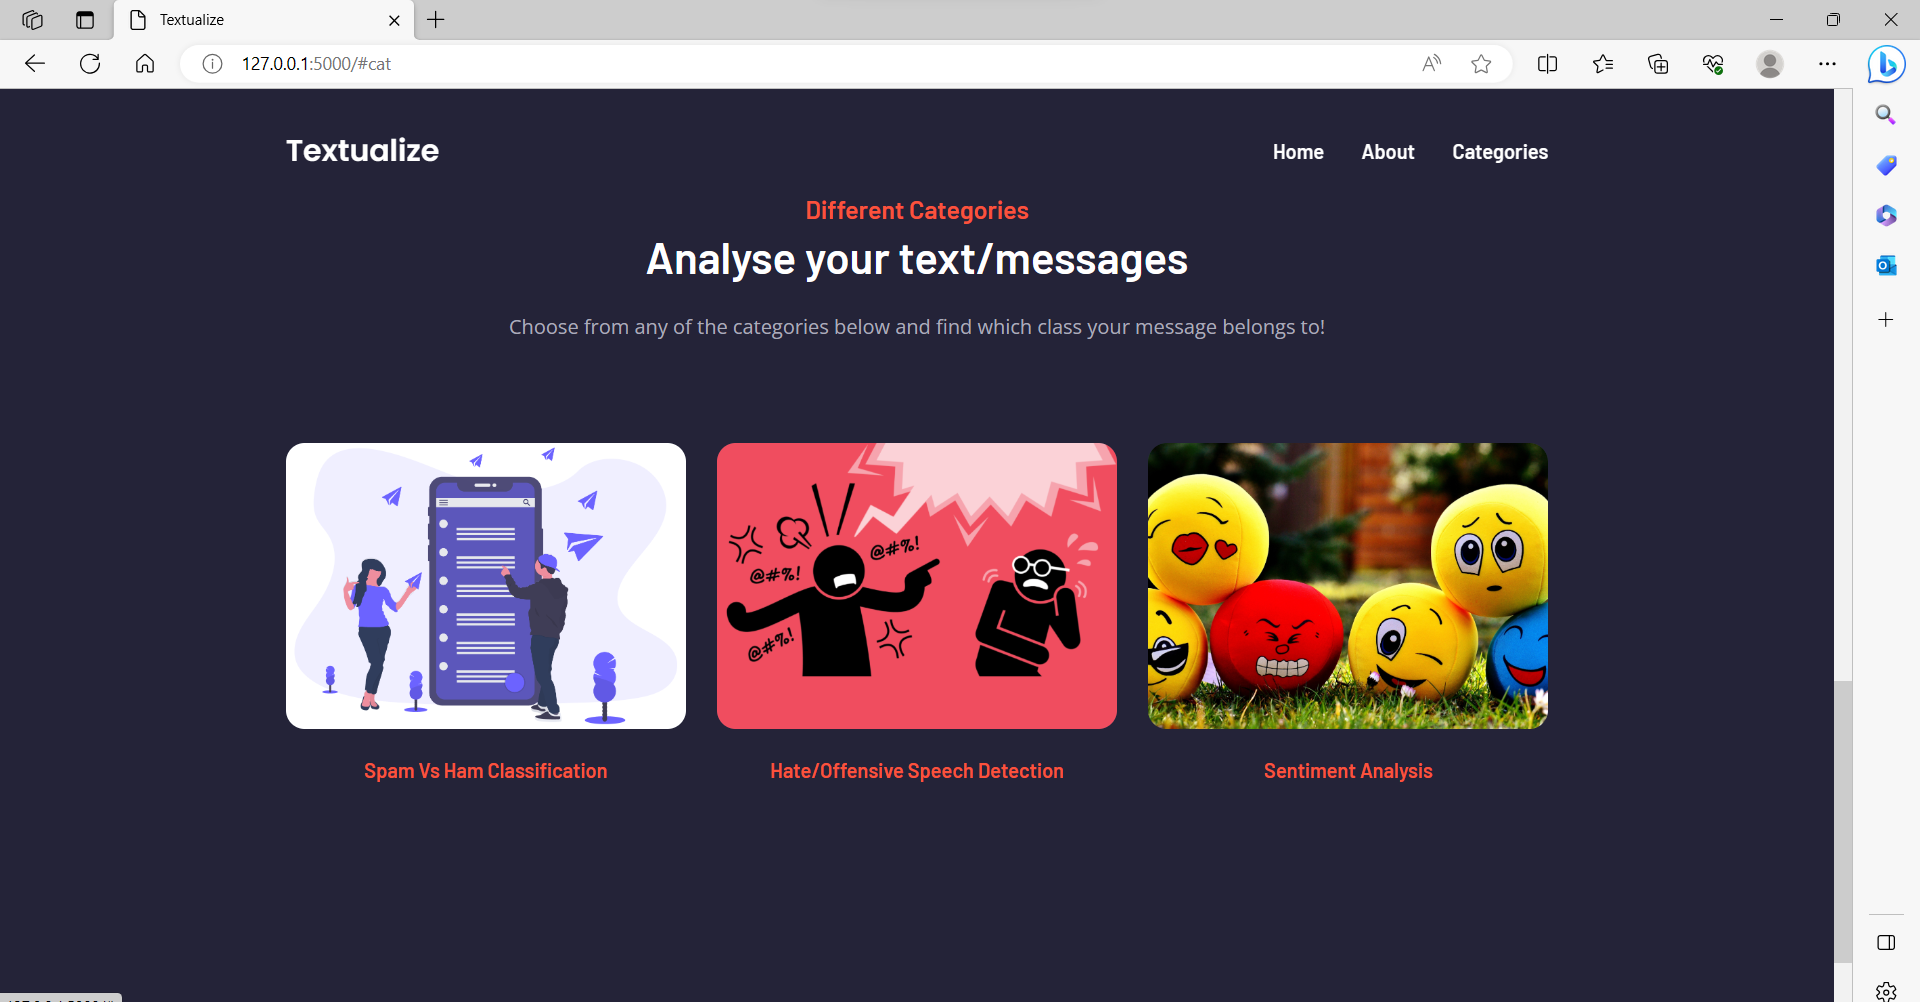 Textualize
127.0.0.1:5000/#cat
Textualize
Home About Categories
Different Categories
Analyse your text/messages
Choose from any of the categories below and find which class your message belongs to!
@#%!
@#%!
@#%!
Spam Vs Ham Classification
Hate/Offensive Speech Detection
Sentiment Analysis